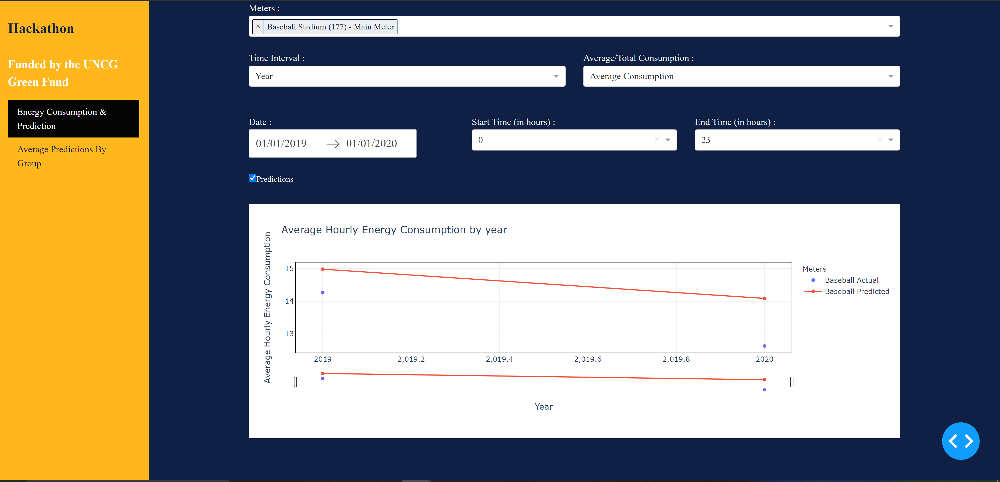 Hackathon
Funded by the UNCG
Green Fund
Energy Consumption &
Prediction
Average Predictions By
Group
Meters :
× Baseball Stadium (177) - Main Meter
Time Interval :
Year
Average/Total Consumption :
Average Consumption
Date :
01/01/2019 → 01/01/2020
Start Time (in hours) :
0 ×
End Time (in hours) :
23 ×
Predictions
Average Hourly Energy Consumption by year
Average Hourly Energy Consumption
15
14
13
2019 2,019.2 2,019.4 2,019.6 2,019.8 2020
Year
Meters
Baseball Actual
Baseball Predicted